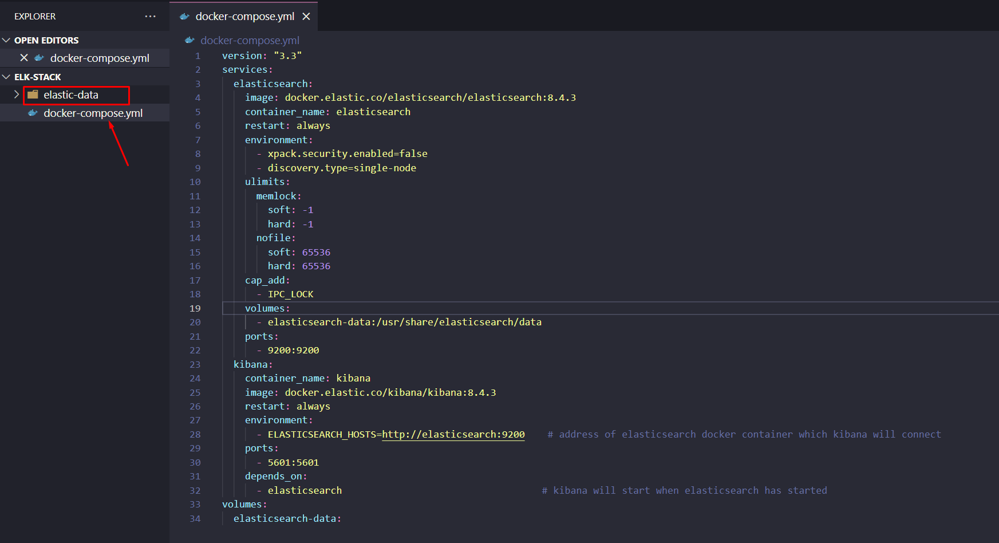 EXPLORER ···
OPEN EDITORS
docker-compose.yml
ELK-STACK
elastic-data
docker-compose.yml
docker-compose.yml
docker-compose.yml
1 version: "3.3"
2 services:
3   elasticsearch:
4     image: docker.elastic.co/elasticsearch/elasticsearch:8.4.3
5     container_name: elasticsearch
6     restart: always
7     environment:
8       - xpack.security.enabled=false
9       - discovery.type=single-node
10     ulimits:
11       memlock:
12         soft: -1
13         hard: -1
14       nofile:
15         soft: 65536
16         hard: 65536
17     cap_add:
18       - IPC_LOCK
19     volumes:
20       - elasticsearch-data:/usr/share/elasticsearch/data
21     ports:
22       - 9200:9200
23   kibana:
24     container_name: kibana
25     image: docker.elastic.co/kibana/kibana:8.4.3
26     restart: always
27     environment:
28       - ELASTICSEARCH_HOSTS=http://elasticsearch:9200    # address of elasticsearch docker container which kibana will connect
29     ports:
30       - 5601:5601
31     depends_on:
32       - elasticsearch                                   # kibana will start when elasticsearch has started
33 volumes:
34   elasticsearch-data: